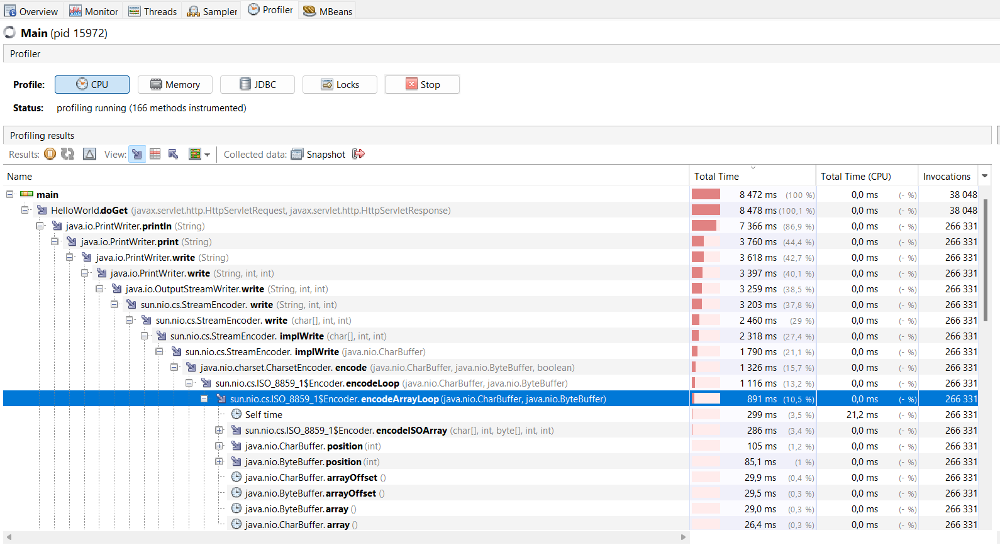 Overview Monitor Threads Sampler Profiler MBeans
Main (pid 15972)
Profiler
Profile: CPU Memory JDBC Locks Stop
Status: profiling running (166 methods instrumented)
Profiling results
Results: View: Collected data: Snapshot
Name Total Time Total Time (CPU) Invocations
main 8 472 ms (100 %) 0,0 ms (- %) 38 048
HelloWorld.doGet (javax.servlet.http.HttpServletRequest, javax.servlet.http.HttpServletResponse) 8 478 ms (100,1 %) 0,0 ms (- %) 38 048
java.io.PrintWriter.println (String) 7 366 ms (86,9 %) 0,0 ms (- %) 266 331
java.io.PrintWriter.print (String) 3 760 ms (44,4 %) 0,0 ms (- %) 266 331
java.io.PrintWriter.write (String) 3 618 ms (42,7 %) 0,0 ms (- %) 266 331
java.io.PrintWriter.write (String, int, int) 3 397 ms (40,1 %) 0,0 ms (- %) 266 331
java.io.OutputStreamWriter.write (String, int, int) 3 259 ms (38,5 %) 0,0 ms (- %) 266 331
sun.nio.cs.StreamEncoder. write (String, int, int) 3 203 ms (37,8 %) 0,0 ms (- %) 266 331
sun.nio.cs.StreamEncoder. write (char[], int, int) 2 460 ms (29 %) 0,0 ms (- %) 266 331
sun.nio.cs.StreamEncoder. implWrite (char[], int, int) 2 318 ms (27,4 %) 0,0 ms (- %) 266 331
sun.nio.cs.StreamEncoder. implWrite (java.nio.CharBuffer) 1 790 ms (21,1 %) 0,0 ms (- %) 266 331
java.nio.charset.CharsetEncoder. encode (java.nio.CharBuffer, java.nio.ByteBuffer, boolean) 1 326 ms (15,7 %) 0,0 ms (- %) 266 331
sun.nio.cs.ISO_8859_1$Encoder. encodeLoop (java.nio.CharBuffer, java.nio.ByteBuffer) 1 116 ms (13,2 %) 0,0 ms (- %) 266 331
sun.nio.cs.ISO_8859_1$Encoder. encodeArrayLoop (java.nio.CharBuffer, java.nio.ByteBuffer) 891 ms (10,5 %) 0,0 ms (- %) 266 331
Self time 299 ms (3,5 %) 21,2 ms (- %) 266 331
sun.nio.cs.ISO_8859_1$Encoder. encodeISOArray (char[], int, byte[], int, int) 286 ms (3,4 %) 0,0 ms (- %) 266 331
java.nio.CharBuffer. position (int) 105 ms (1,2 %) 0,0 ms (- %) 266 331
java.nio.ByteBuffer. position (int) 85,1 ms (1 %) 0,0 ms (- %) 266 331
java.nio.CharBuffer. arrayOffset () 29,9 ms (0,4 %) 0,0 ms (- %) 266 331
java.nio.ByteBuffer. arrayOffset () 29,5 ms (0,3 %) 0,0 ms (- %) 266 331
java.nio.ByteBuffer. array () 29,0 ms (0,3 %) 0,0 ms (- %) 266 331
java.nio.CharBuffer. array () 26,4 ms (0,3 %) 0,0 ms (- %) 266 331